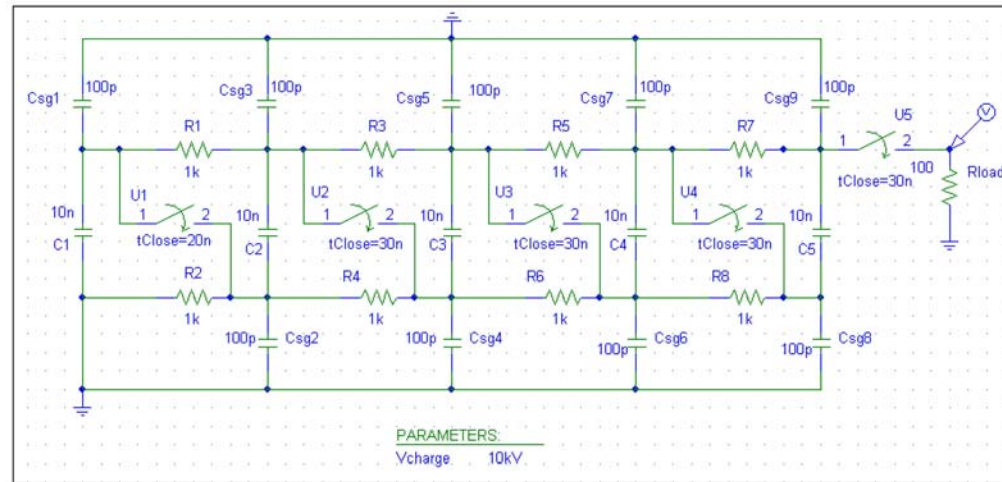 Csg1 100p
Csg3 100p
Csg5 100p
Csg7 100p
Csg9 100p
R1
1k
R3
1k
R5
1k
R7
1k
U5
1 2
tClose=30n
V
100
Rload
10n
C1
U1
1 2
tClose=20n
10n
C2
U2
1 2
tClose=30n
10n
C3
U3
1 2
tClose=30n
10n
C4
U4
1 2
tClose=30n
10n
C5
R2
1k
R4
1k
R6
1k
R8
1k
100p Csg2
100p Csg4
100p Csg6
100p Csg8
PARAMETERS:
Vcharge 10kV